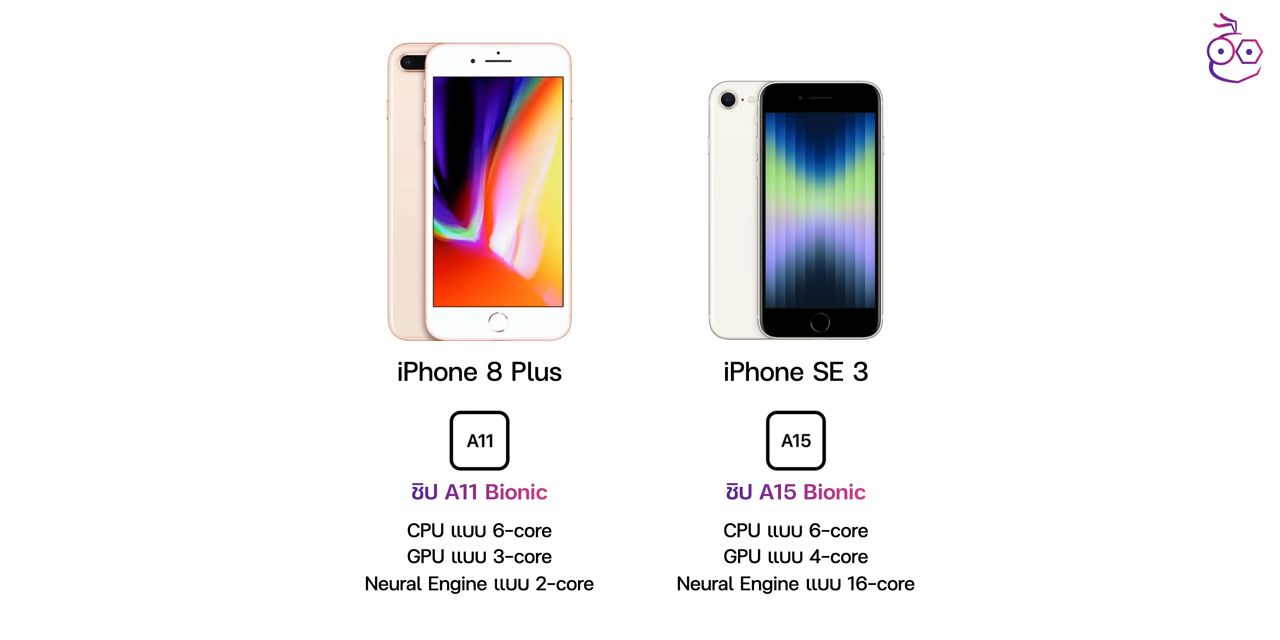 iPhone 8 Plus
iPhone SE 3
A11
A15
ชิป A11 Bionic
ชิป A15 Bionic
CPU แบบ 6-core
CPU แบบ 6-core
GPU แบบ 3-core
GPU แบบ 4-core
Neural Engine แบบ 2-core
Neural Engine แบบ 16-core